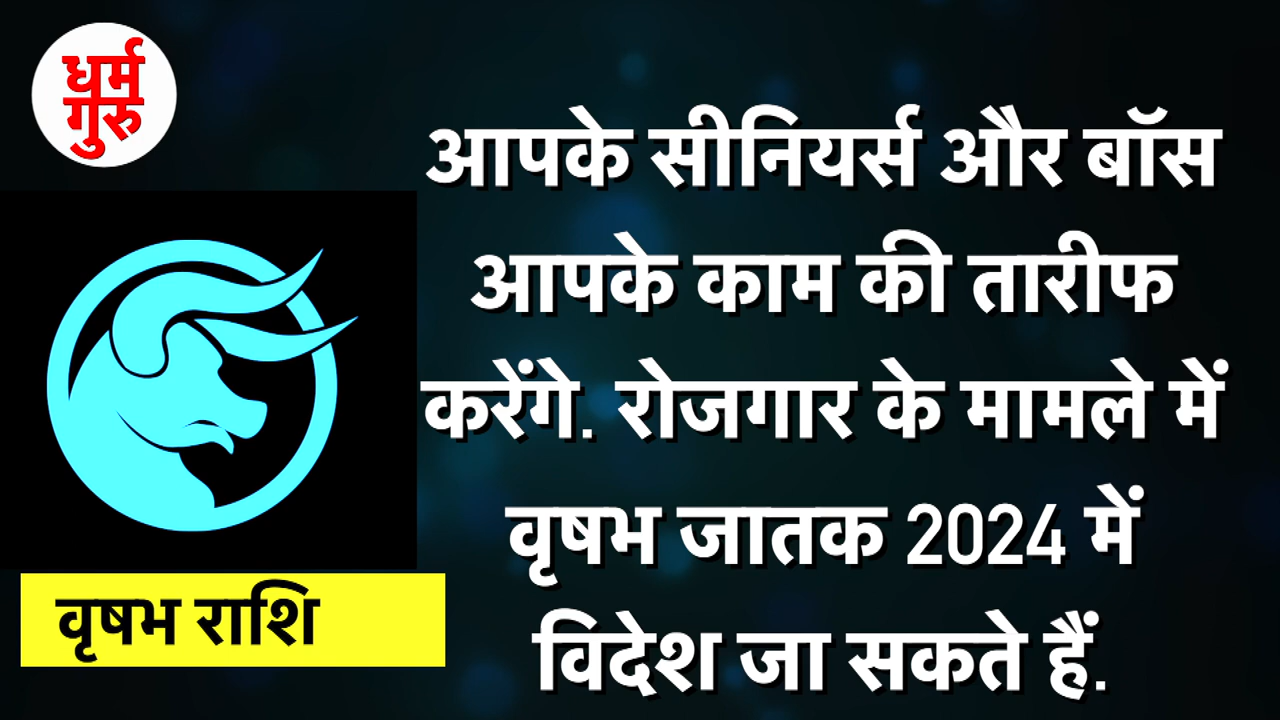 धर्म
गुरु
आपके सीनियर्स और बॉस
आपके काम की तारीफ
करेंगे. रोजगार के मामले में
वृषभ जातक 2024 में
विदेश जा सकते हैं.
वृषभ राशि